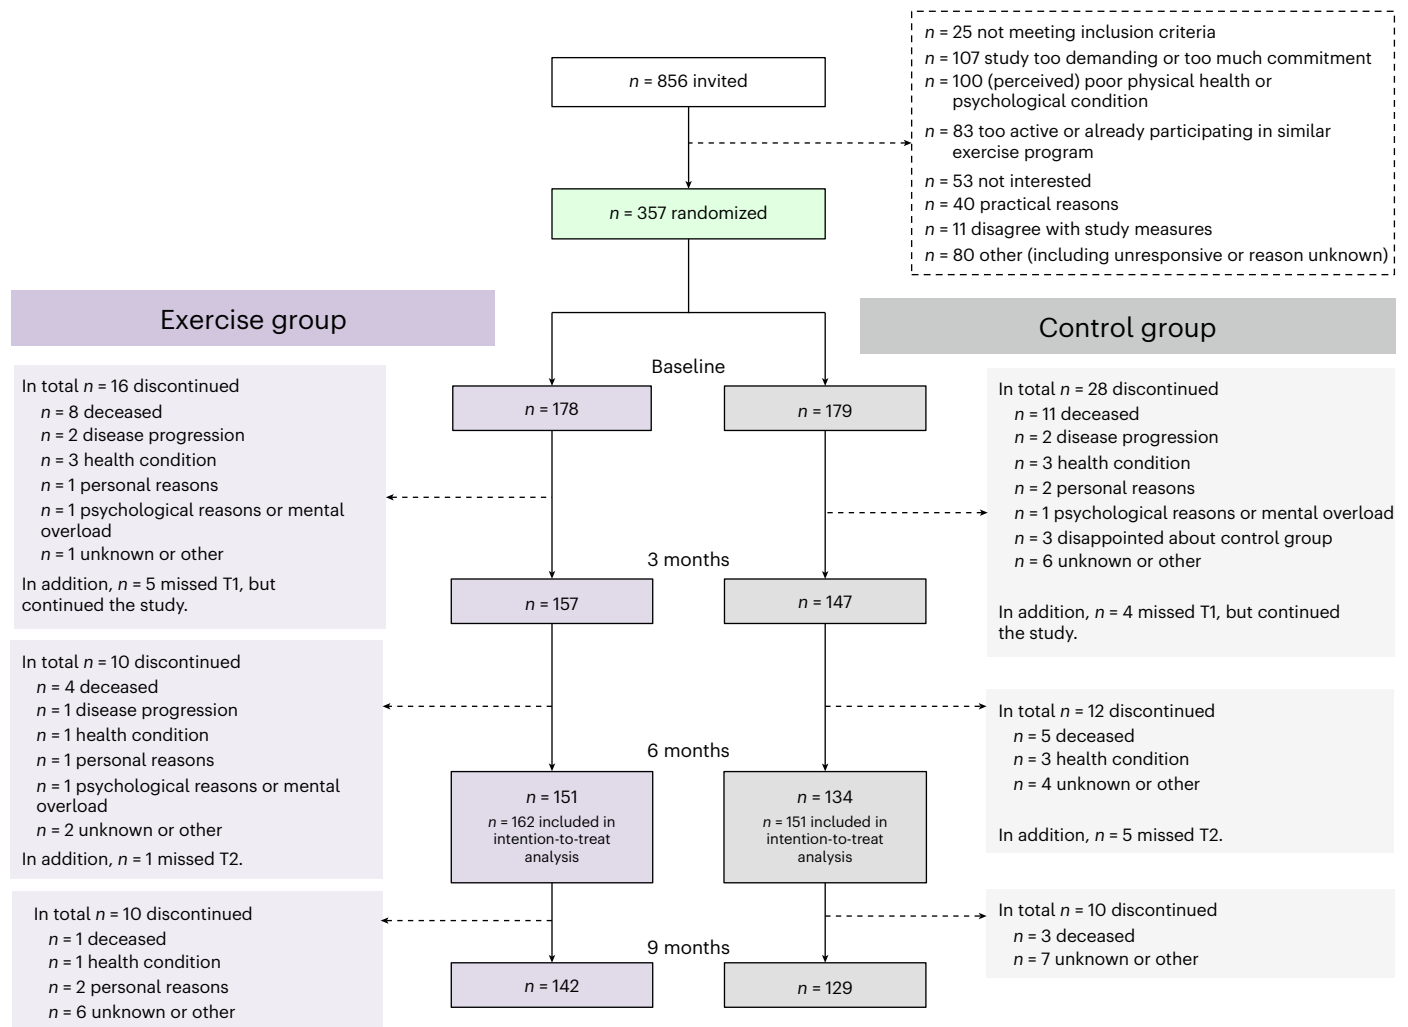 n = 856 invited
n = 25 not meeting inclusion criteria
n = 107 study too demanding or too much commitment
n = 100 (perceived) poor physical health or
psychological condition
n = 83 too active or already participating in similar
exercise program
n = 53 not interested
n = 40 practical reasons
n = 11 disagree with study measures
n = 80 other (including unresponsive or reason unknown)
n = 357 randomized
Exercise group
Control group
Baseline
n = 178
n = 179
In total n = 16 discontinued
n = 8 deceased
n = 2 disease progression
n = 3 health condition
n = 1 personal reasons
n = 1 psychological reasons or mental
overload
n = 1 unknown or other
In addition, n = 5 missed T1, but
continued the study.
In total n = 28 discontinued
n = 11 deceased
n = 2 disease progression
n = 3 health condition
n = 2 personal reasons
n = 1 psychological reasons or mental overload
n = 3 disappointed about control group
n = 6 unknown or other
In addition, n = 4 missed T1, but continued
the study.
3 months
n = 157
n = 147
In total n = 10 discontinued
n = 4 deceased
n = 1 disease progression
n = 1 health condition
n = 1 personal reasons
n = 1 psychological reasons or mental
overload
n = 2 unknown or other
In addition, n = 1 missed T2.
In total n = 12 discontinued
n = 5 deceased
n = 3 health condition
n = 4 unknown or other
In addition, n = 5 missed T2.
6 months
n = 151
n = 162 included in
intention-to-treat
analysis
n = 134
n = 151 included in
intention-to-treat
analysis
In total n = 10 discontinued
n = 1 deceased
n = 1 health condition
n = 2 personal reasons
n = 6 unknown or other
In total n = 10 discontinued
n = 3 deceased
n = 7 unknown or other
9 months
n = 142
n = 129